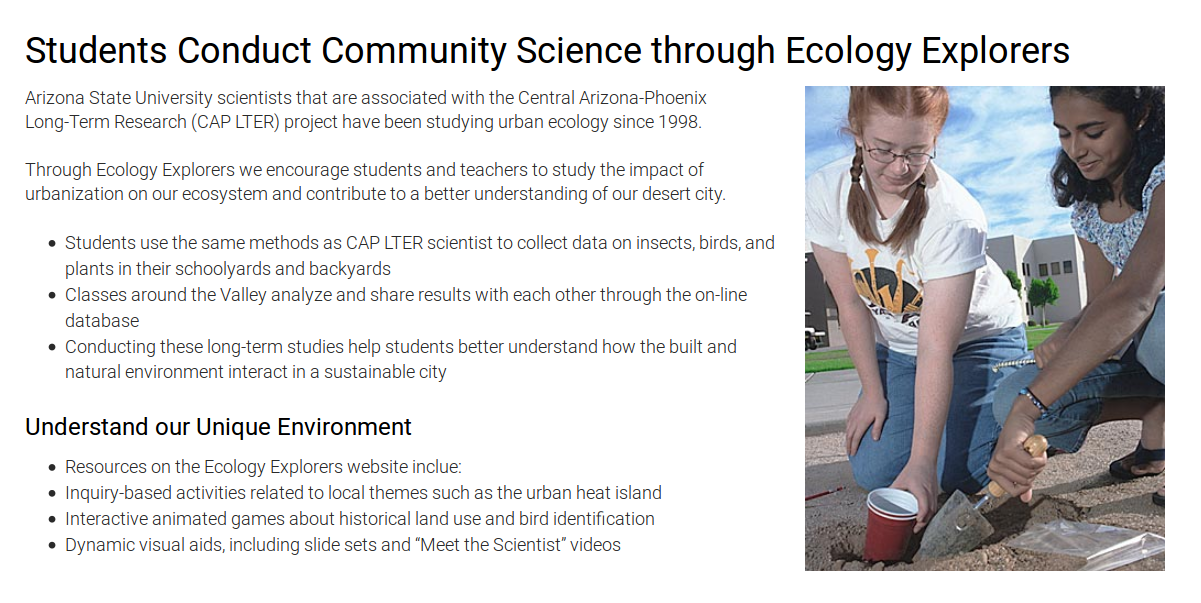 Students Conduct Community Science through Ecology Explorers
Arizona State University scientists that are associated with the Central Arizona-Phoenix
Long-Term Research (CAP LTER) project have been studying urban ecology since 1998.
Through Ecology Explorers we encourage students and teachers to study the impact of
urbanization on our ecosystem and contribute to a better understanding of our desert city.
• Students use the same methods as CAP LTER scientist to collect data on insects, birds, and
plants in their schoolyards and backyards
• Classes around the Valley analyze and share results with each other through the on-line
database
• Conducting these long-term studies help students better understand how the built and
natural environment interact in a sustainable city
Understand our Unique Environment
• Resources on the Ecology Explorers website inclue:
• Inquiry-based activities related to local themes such as the urban heat island
• Interactive animated games about historical land use and bird identification
• Dynamic visual aids, including slide sets and “Meet the Scientist” videos